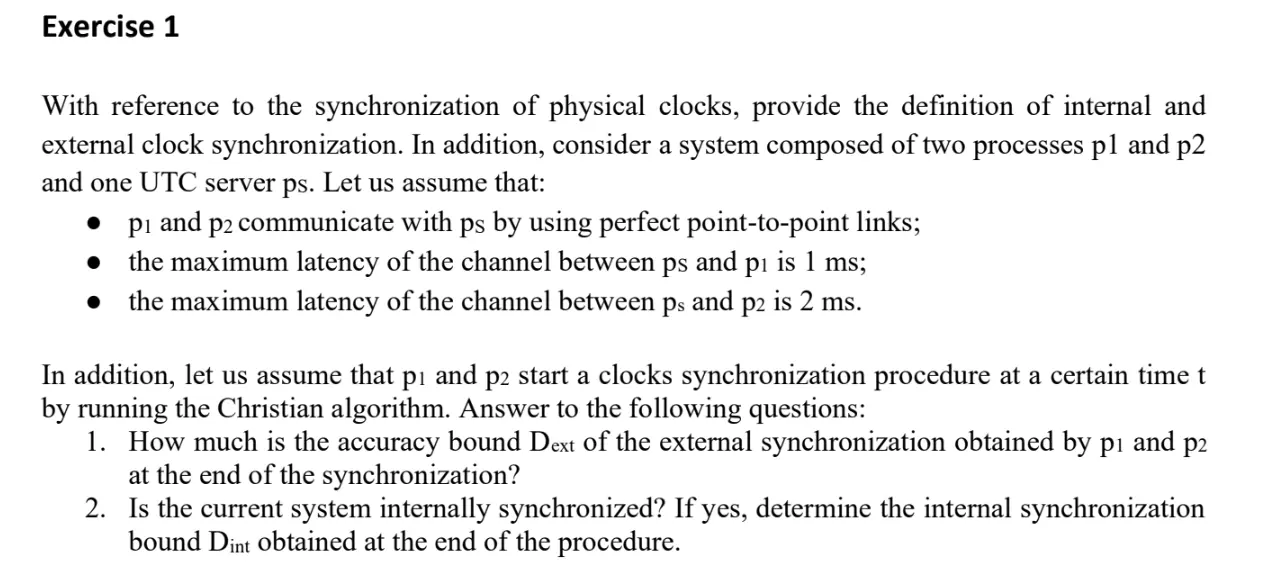 Exercise 1
With reference to the synchronization of physical clocks, provide the definition of internal and
external clock synchronization. In addition, consider a system composed of two processes p1 and p2
and one UTC server ps. Let us assume that:
● p1 and p2 communicate with ps by using perfect point-to-point links;
● the maximum latency of the channel between ps and p1 is 1 ms;
● the maximum latency of the channel between ps and p2 is 2 ms.
In addition, let us assume that p1 and p2 start a clocks synchronization procedure at a certain time t
by running the Christian algorithm. Answer to the following questions:
1. How much is the accuracy bound Dext of the external synchronization obtained by p1 and p2
at the end of the synchronization?
2. Is the current system internally synchronized? If yes, determine the internal synchronization
bound Dint obtained at the end of the procedure.